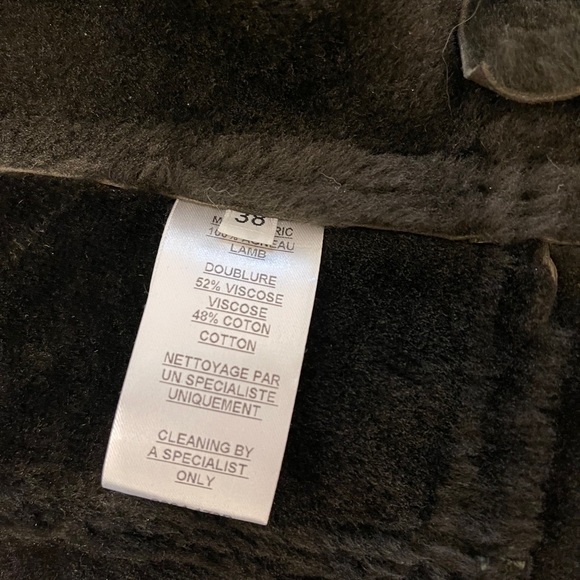 38
LAMB
DOUBLURE
52% VISCOSE
VISCOSE
48% COTON
COTTON
NETTOYAGE PAR
UN SPECIALISTE
UNIQUEMENT
CLEANING BY
A SPECIALIST
ONLY